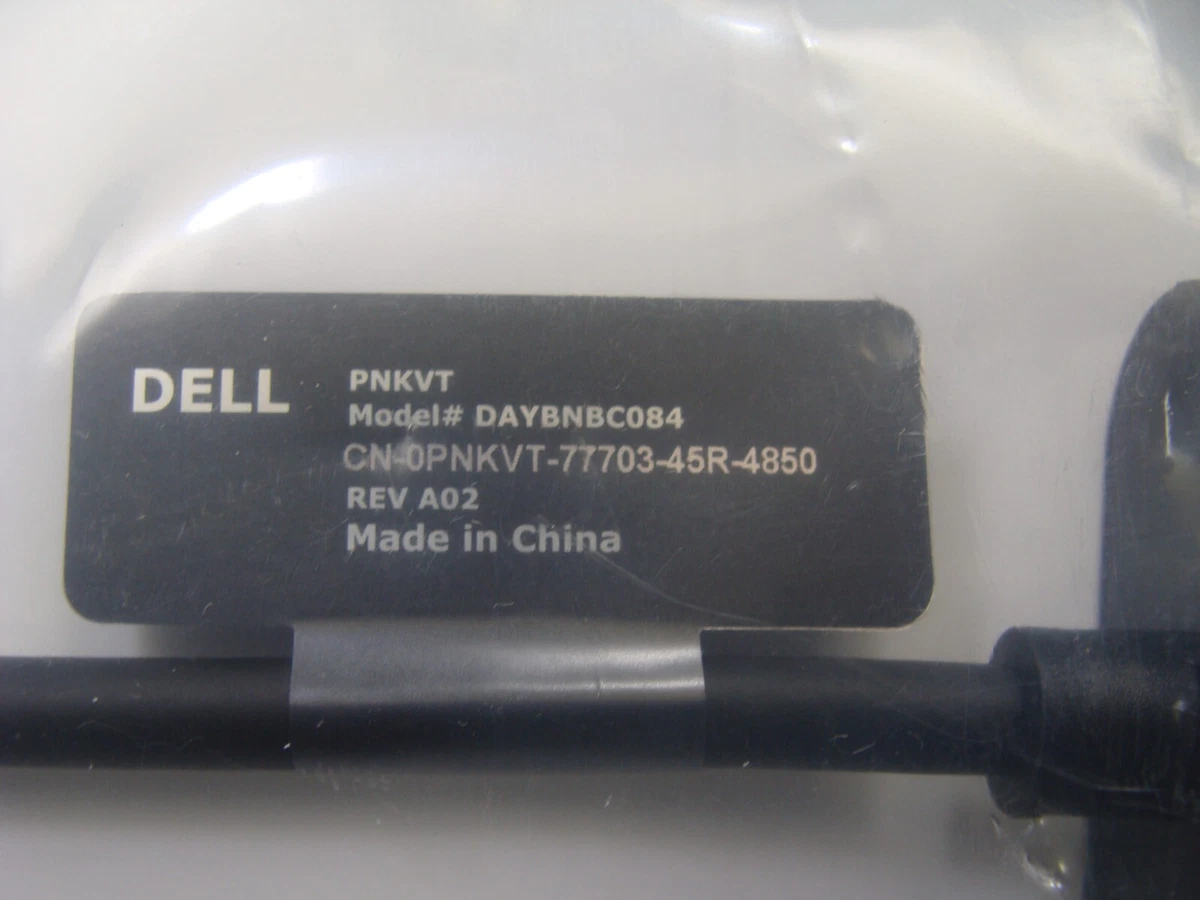 DELL
PNKVT
Model# DAYBNBC084
CN-0PNKVT-77703-45R-4850
REV A02
Made in China